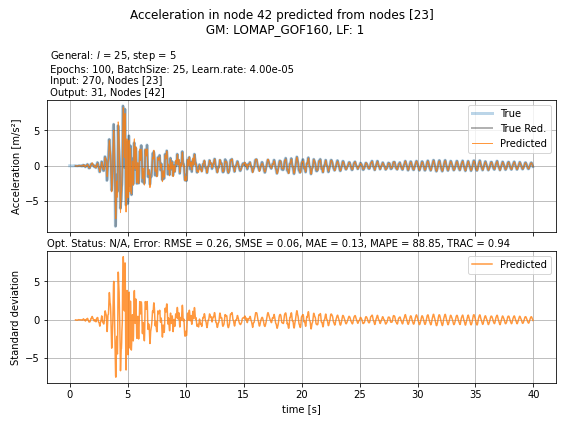 Acceleration in node 42 predicted from nodes [23]
GM: LOMAP_GOF160, LF: 1
General: l = 25, step = 5
Epochs: 100, BatchSize: 25, Learn.rate: 4.00e-05
Input: 270, Nodes [23]
Output: 31, Nodes [42]
Acceleration [m/s²]
5
0
−5
True
True Red.
Predicted
Opt. Status: N/A, Error: RMSE = 0.26, SMSE = 0.06, MAE = 0.13, MAPE = 88.85, TRAC = 0.94
Standard deviation
5
0
−5
Predicted
0 5 10 15 20 25 30 35 40
time [s]